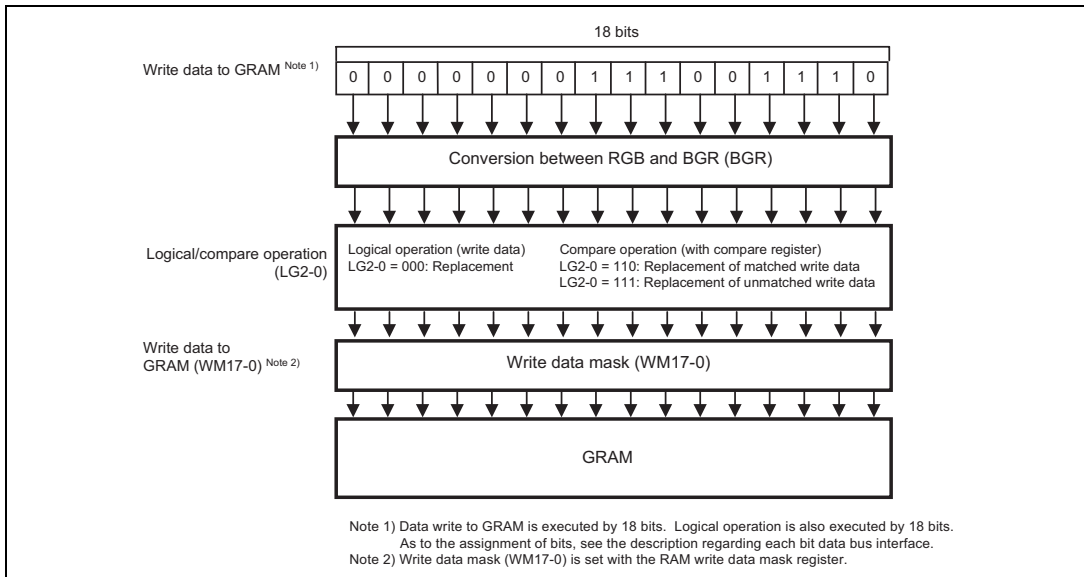 18 bits
Write data to GRAM Note 1)
0 0 0 0 0 0 0 1 1 1 0 0 1 1 1 0
Conversion between RGB and BGR (BGR)
Logical/compare operation
(LG2-0)
Logical operation (write data)
LG2-0 = 000: Replacement
Compare operation (with compare register)
LG2-0 = 110: Replacement of matched write data
LG2-0 = 111: Replacement of unmatched write data
Write data to
GRAM (WM17-0) Note 2)
Write data mask (WM17-0)
GRAM
Note 1) Data write to GRAM is executed by 18 bits. Logical operation is also executed by 18 bits.
As to the assignment of bits, see the description regarding each bit data bus interface.
Note 2) Write data mask (WM17-0) is set with the RAM write data mask register.